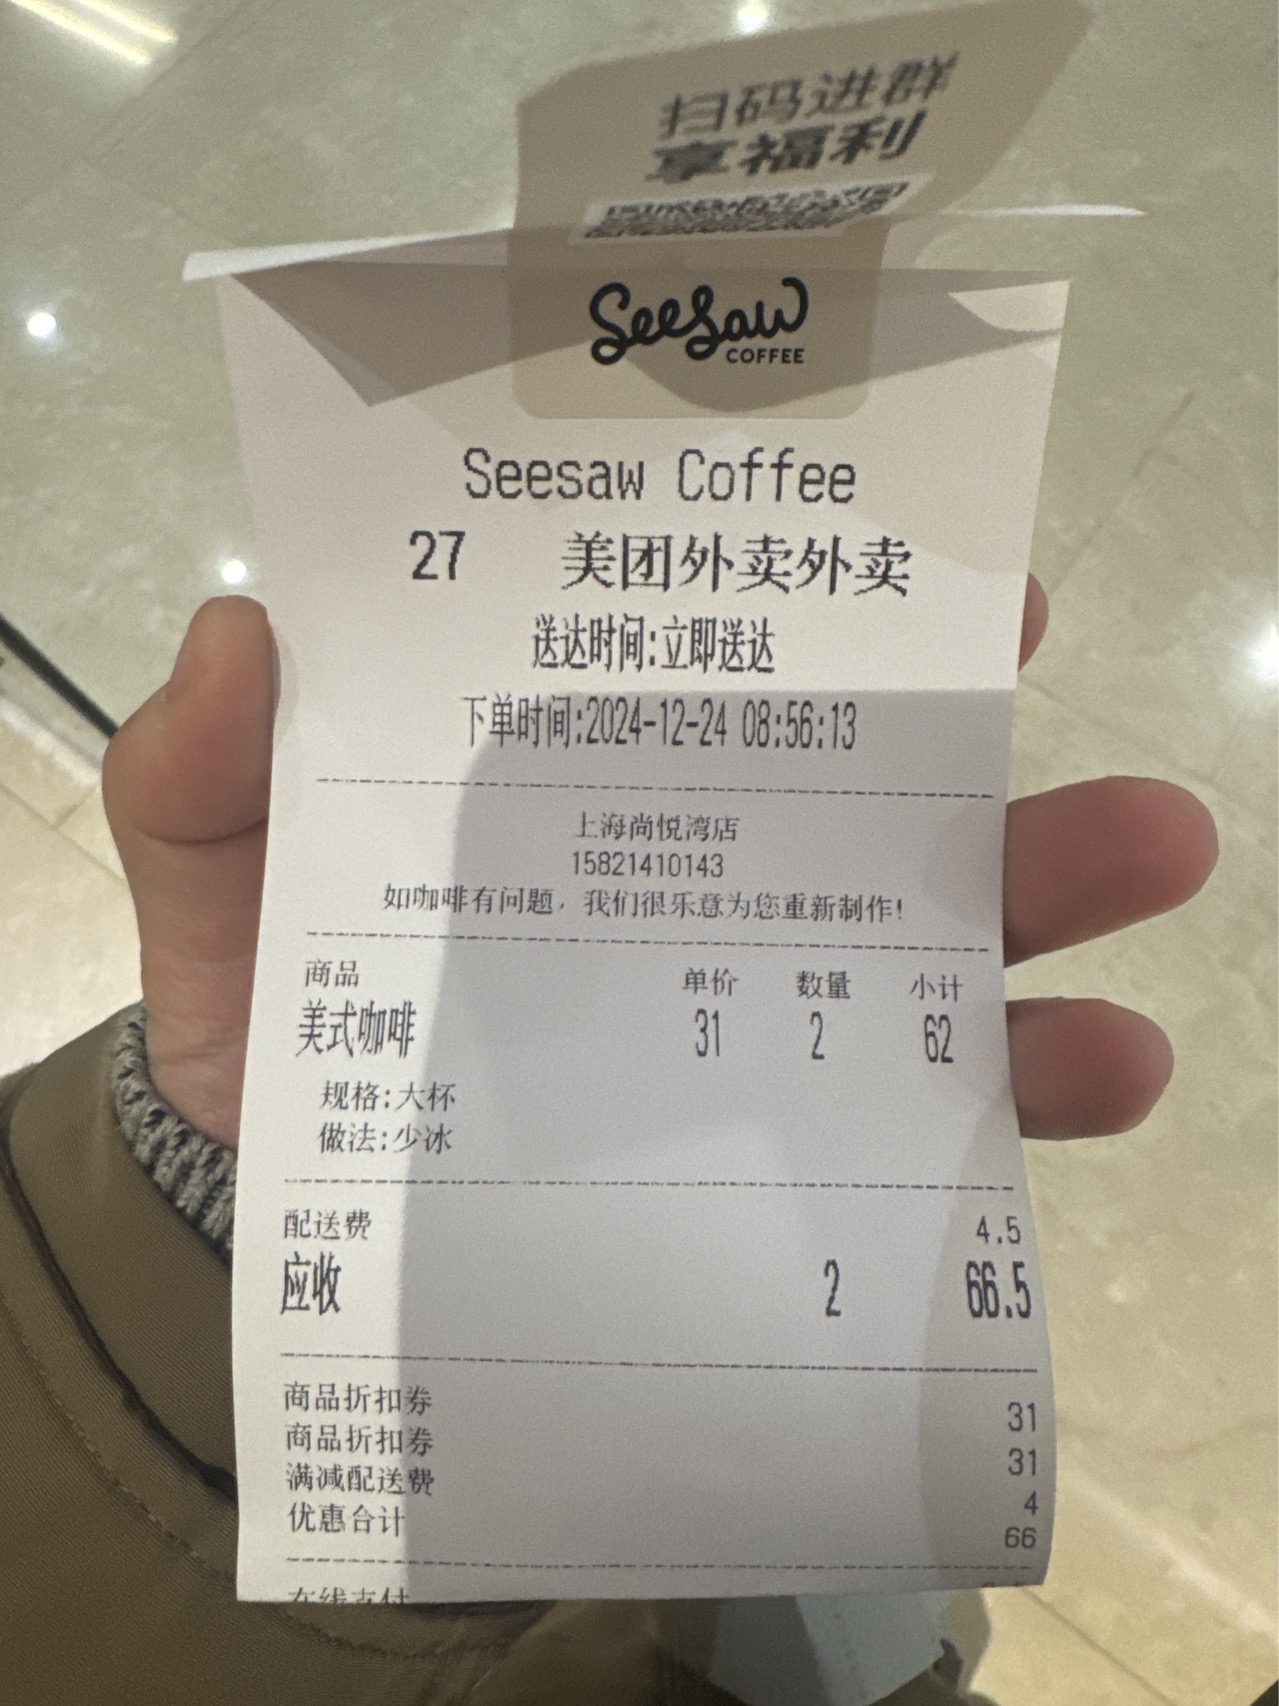 扫码进群
享福利
Seesaw
COFFEE
Seesaw Coffee
27 美团外卖外卖
送达时间:立即送达
下单时间:2024-12-24 08:56:13
上海尚悦湾店
15821410143
如咖啡有问题，我们很乐意为您重新制作!
商品 单价 数量 小计
美式咖啡 31 2 62
规格:大杯
做法:少冰
配送费 4.5
应收 2 66.5
商品折扣券 31
商品折扣券 31
满减配送费 4
优惠合计 66
在线支付